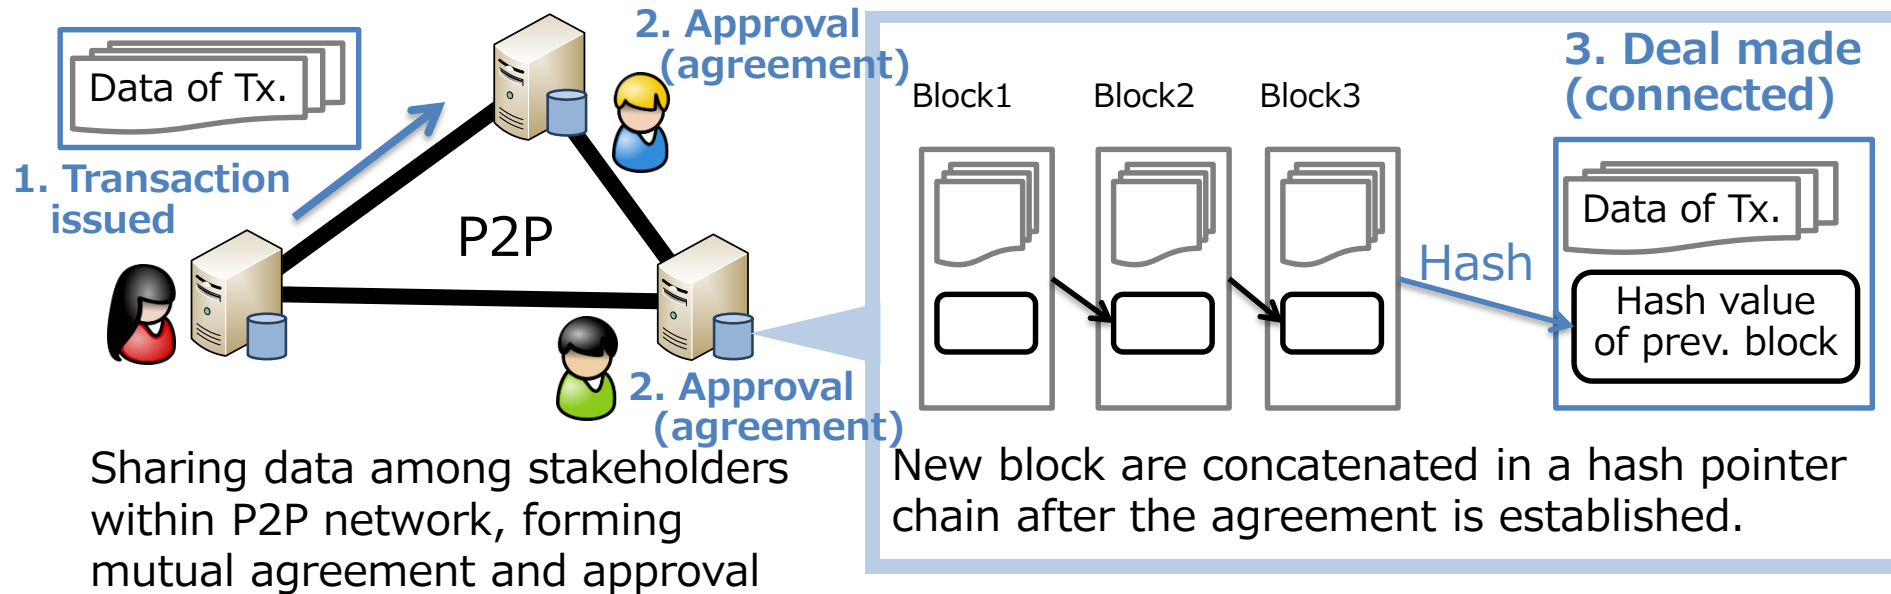 Data of Tx.
1. Transaction
issued
2. Approval
(agreement)
P2P
2. Approval
(agreement)
Sharing data among stakeholders
within P2P network, forming
mutual agreement and approval
Block1
Block2
Block3
Hash
3. Deal made
(connected)
Data of Tx.
Hash value
of prev. block
New block are concatenated in a hash pointer
chain after the agreement is established.